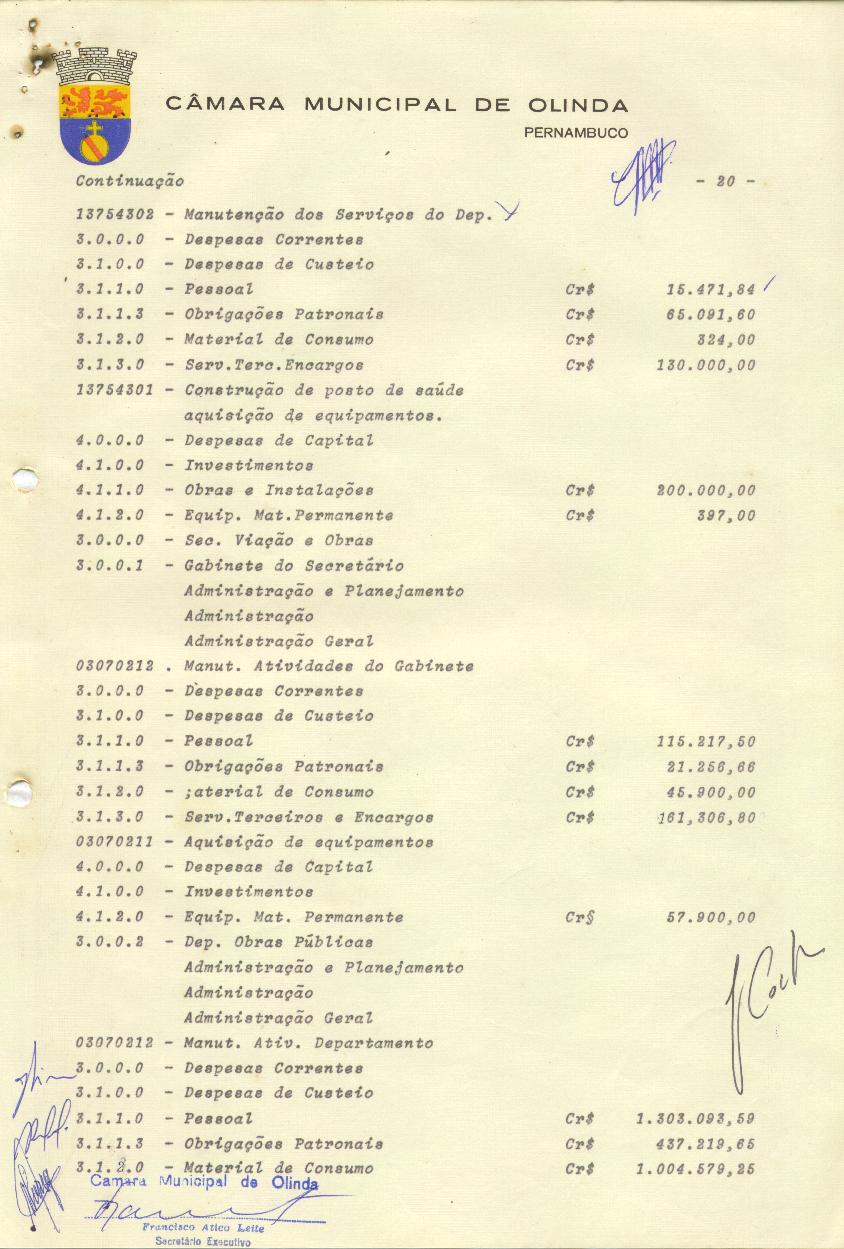 CÂMARA MUNICIPAL DE OLINDA
PERNAMBUCO
Continuação - 20 -
13754302 - Manutenção dos Serviços do Dep.
3.0.0.0 - Despesas Correntes
3.1.0.0 - Despesas de Custeio
3.1.1.0 - Pessoal Cr$ 15.471,84
3.1.1.3 - Obrigações Patronais Cr$ 65.091,60
3.1.2.0 - Material de Consumo Cr$ 324,00
3.1.3.0 - Serv.Terc.Encargos Cr$ 130.000,00
13754301 - Construção de posto de saúde
aquisição de equipamentos.
4.0.0.0 - Despesas de Capital
4.1.0.0 - Investimentos
4.1.1.0 - Obras e Instalações Cr$ 200.000,00
4.1.2.0 - Equip. Mat.Permanente Cr$ 397,00
3.0.0.0 - Sec. Viação e Obras
3.0.0.1 - Gabinete do Secretário
Administração e Planejamento
Administração
Administração Geral
03070212 . Manut. Atividades do Gabinete
3.0.0.0 - Despesas Correntes
3.1.0.0 - Despesas de Custeio
3.1.1.0 - Pessoal Cr$ 115.217,50
3.1.1.3 - Obrigações Patronais Cr$ 21.256,66
3.1.2.0 - ;aterial de Consumo Cr$ 45.900,00
3.1.3.0 - Serv.Terceiros e Encargos Cr$ 161,306,80
03070211 - Aquisição de equipamentos
4.0.0.0 - Despesas de Capital
4.1.0.0 - Investimentos
4.1.2.0 - Equip. Mat. Permanente Cr§ 57.900,00
3.0.0.2 - Dep. Obras Públicas
Administração e Planejamento
Administração
Administração Geral
03070212 - Manut. Ativ. Departamento
3.0.0.0 - Despesas Correntes
3.1.0.0 - Despesas de Custeio
3.1.1.0 - Pessoal Cr$ 1.303.093,59
3.1.1.3 - Obrigações Patronais Cr$ 437.219,65
3.1.2.0 - Material de Consumo Cr$ 1.004.579,25
Camara Municipal de Olinda
Francisco Atico Leite
Secretário Executivo